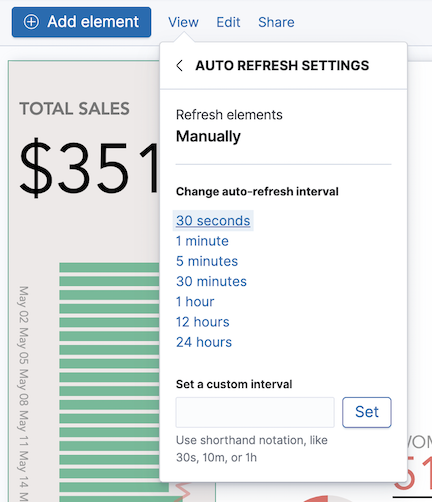 Add element
View
Edit
Share
AUTO REFRESH SETTINGS
Refresh elements
Manually
Change auto-refresh interval
30 seconds
1 minute
5 minutes
30 minutes
1 hour
12 hours
24 hours
Set a custom interval
Set
Use shorthand notation, like
30s, 10m, or 1h
TOTAL SALES
$351
May 02 May 05 May 08 May 11 May 14 M
WOM
51